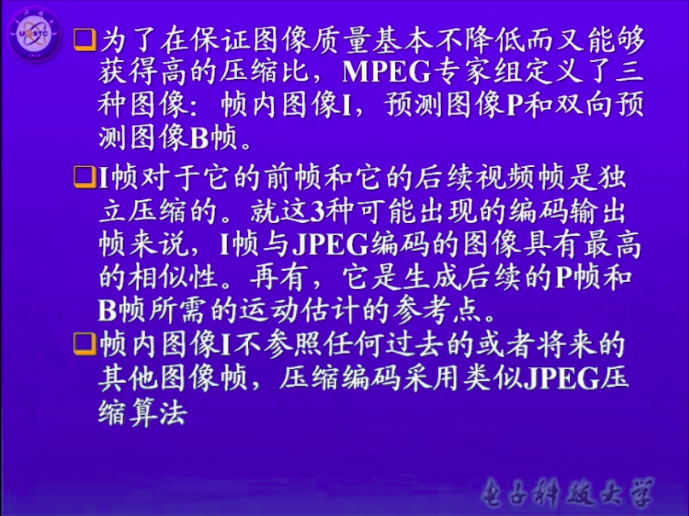 为了在保证图像质量基本不降低而又能够
获得高的压缩比，MPEG专家组定义了三
种图像：帧内图像I，预测图像P和双向预
测图像B帧。
I帧对于它的前帧和它的后续视频帧是独
立压缩的。就这3种可能出现的编码输出
帧来说，I帧与JPEG编码的图像具有最高
的相似性。再有，它是生成后续的P帧和
B帧所需的运动估计的参考点。
帧内图像I不参照任何过去的或者将来的
其他图像帧，压缩编码采用类似JPEG压
缩算法
电子科技大学